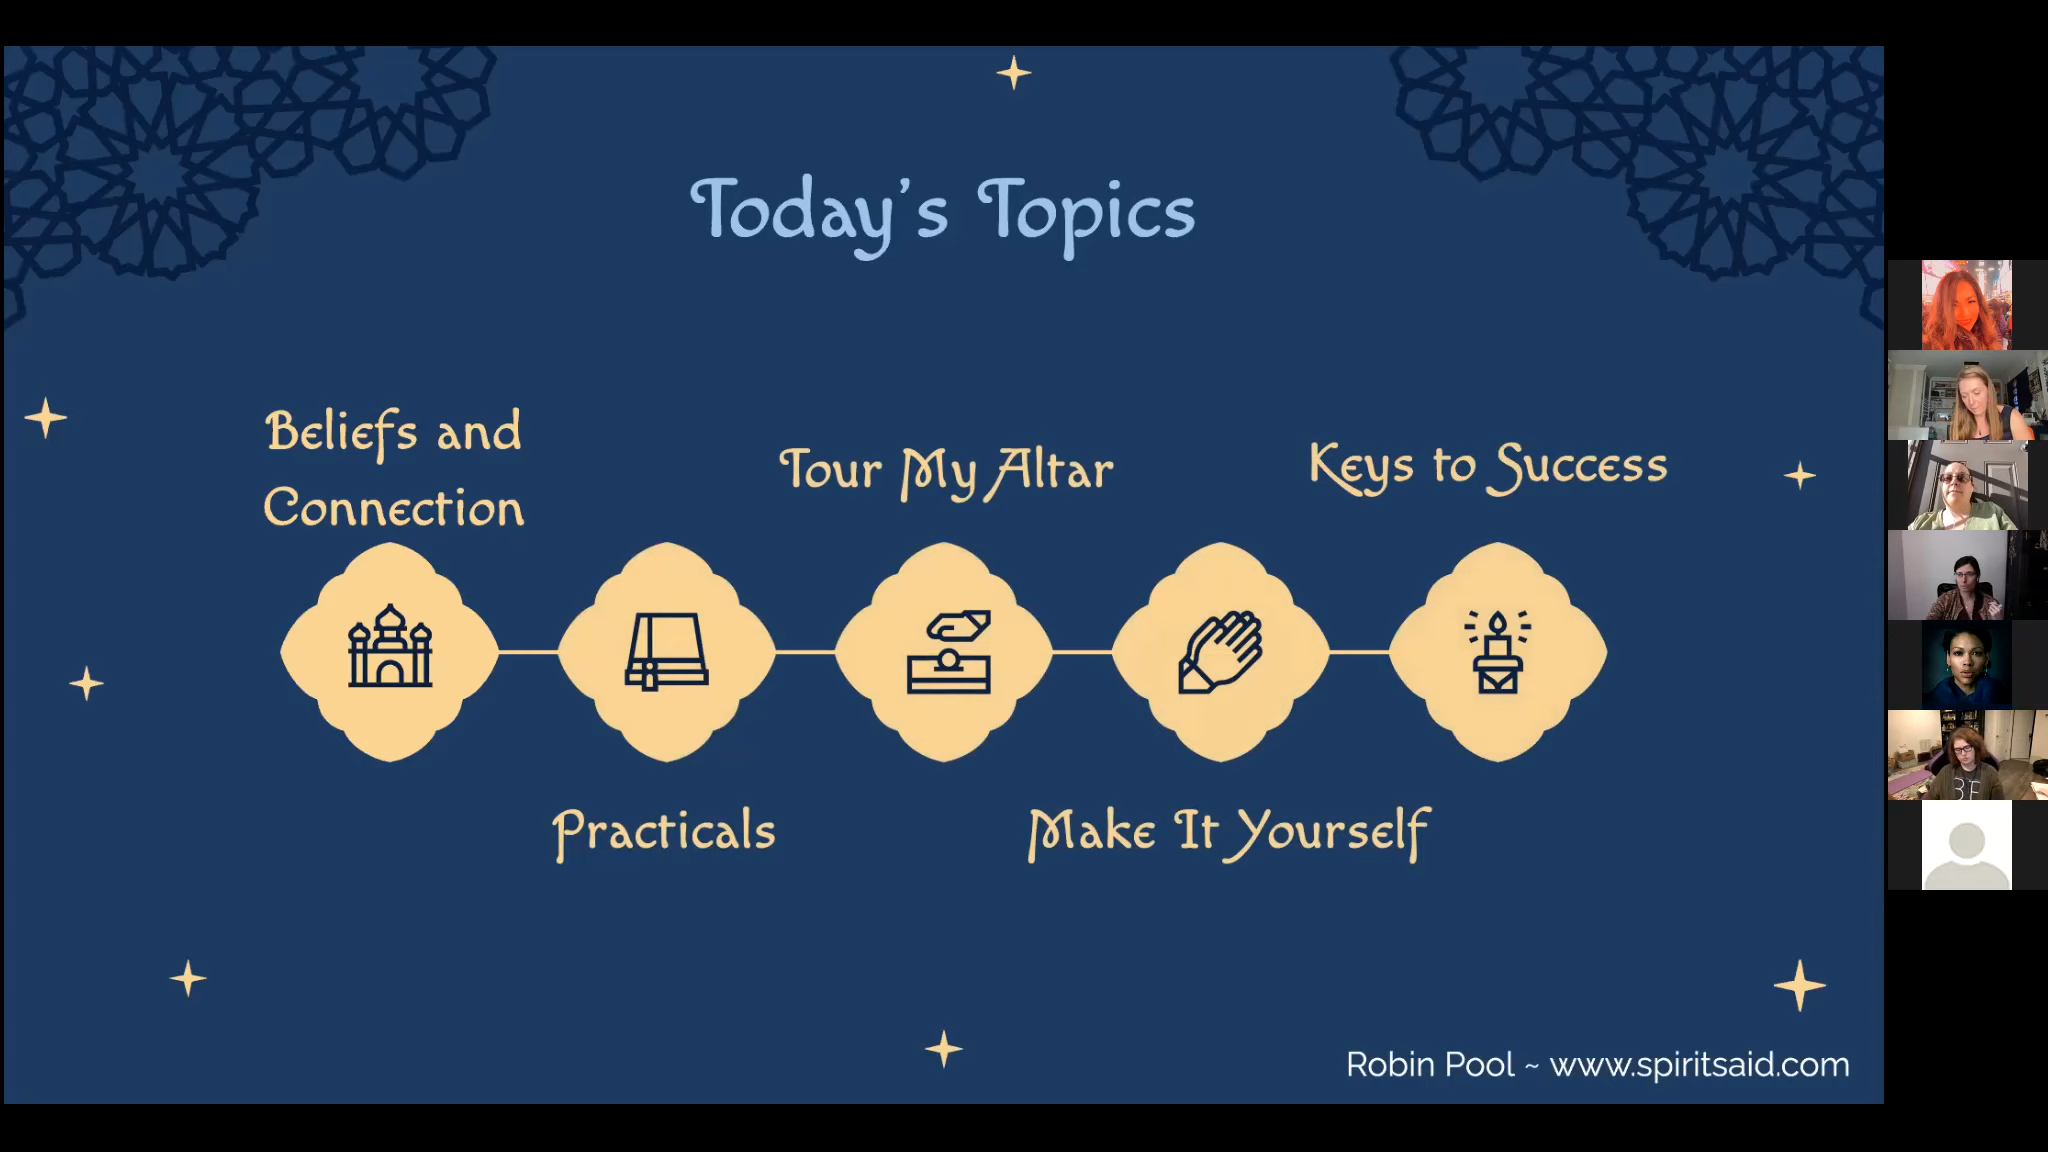 Today's Topics
Beliefs and
Connection
Practicals
Tour My Altar
Make It Yourself
Keys to Success
Robin Pool ~ www.spiritsaid.com
BE